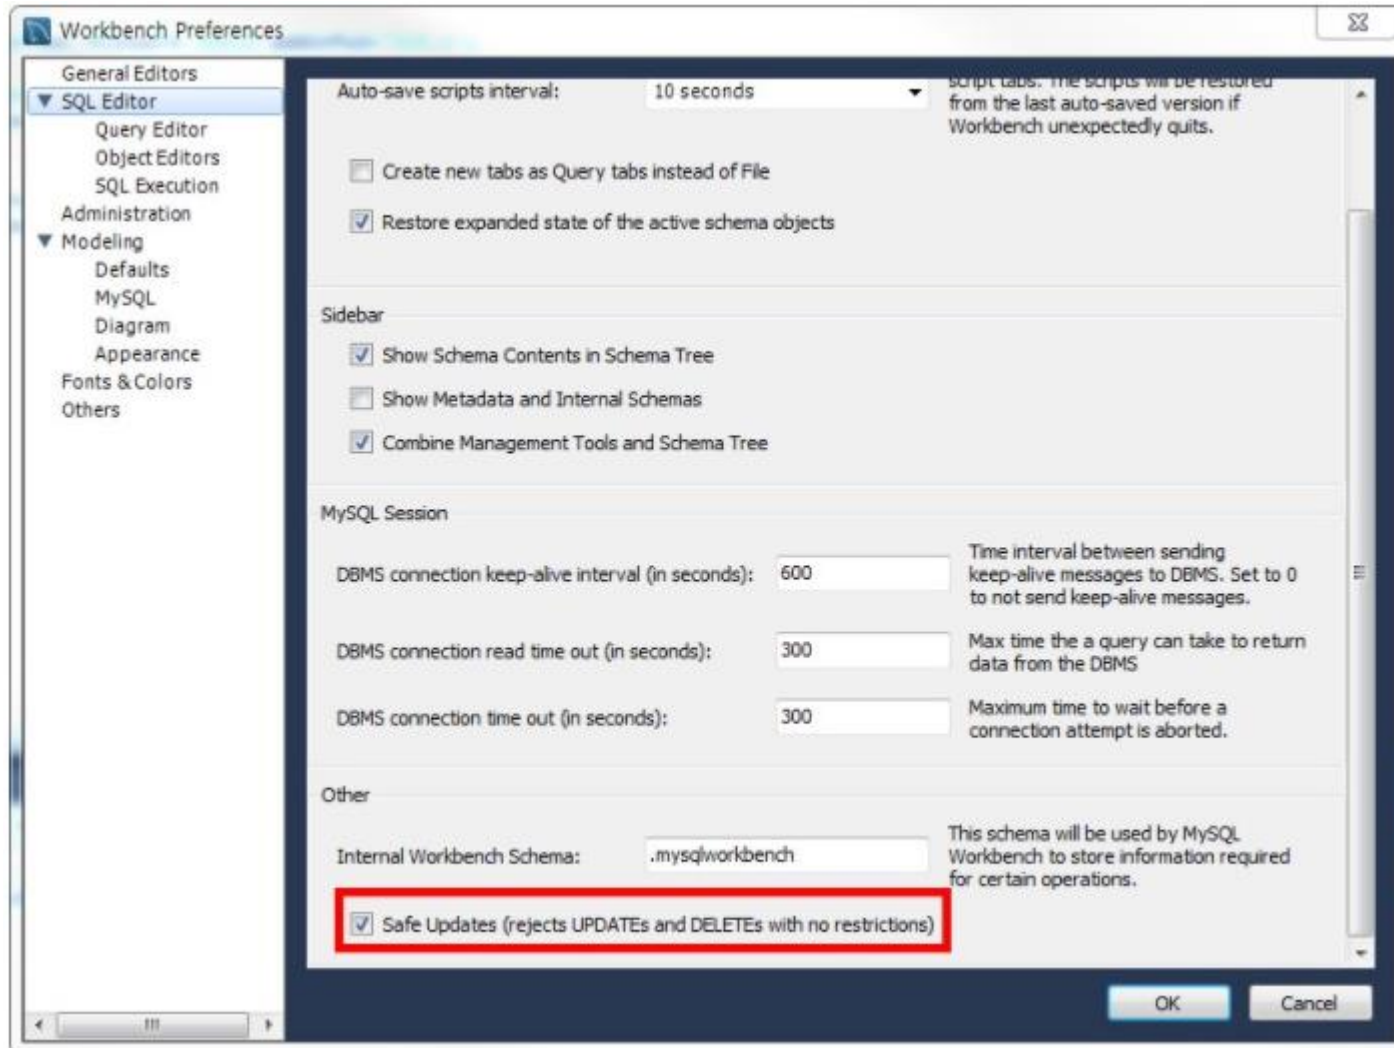 Workbench Preferences
General Editors
SQL Editor
Query Editor
Object Editors
SQL Execution
Administration
Modeling
Defaults
MySQL
Diagram
Appearance
Fonts & Colors
Others
Auto-save scripts interval:
10 seconds
script tabs. The scripts will be restored
from the last auto-saved version if
Workbench unexpectedly quits.
Create new tabs as Query tabs instead of File
Restore expanded state of the active schema objects
Sidebar
Show Schema Contents in Schema Tree
Show Metadata and Internal Schemas
Combine Management Tools and Schema Tree
MySQL Session
DBMS connection keep-alive interval (in seconds):
600
Time interval between sending
keep-alive messages to DBMS. Set to 0
to not send keep-alive messages.
DBMS connection read time out (in seconds):
300
Max time the a query can take to return
data from the DBMS
DBMS connection time out (in seconds):
300
Maximum time to wait before a
connection attempt is aborted.
Other
Internal Workbench Schema:
.mysqlworkbench
This schema will be used by MySQL
Workbench to store information required
for certain operations.
Safe Updates (rejects UPDATEs and DELETEs with no restrictions)
OK
Cancel